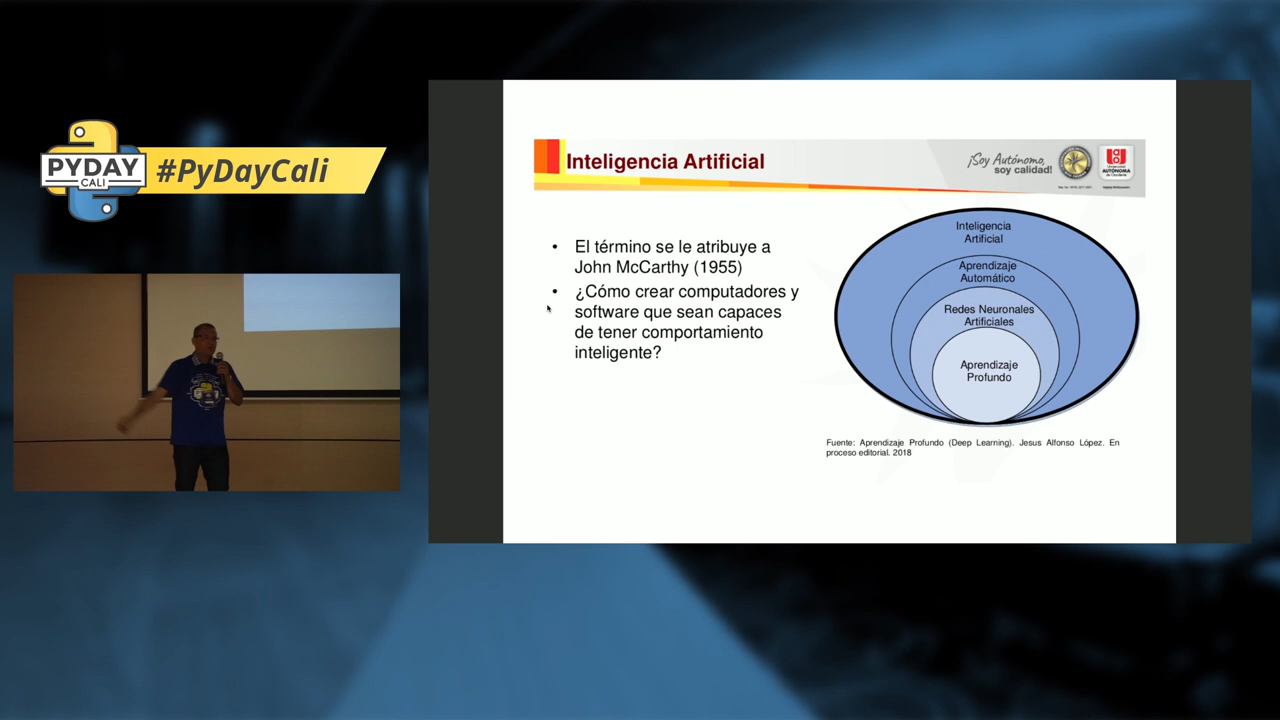 PYDAY
CALI
#PyDayCali
Inteligencia Artificial
¡Soy Autónomo,
soy calidad!
Universidad
AUTÓNOMA
de Occidente
• El término se le atribuye a
John McCarthy (1955)
• ¿Cómo crear computadores y
software que sean capaces
de tener comportamiento
inteligente?
Inteligencia
Artificial
Aprendizaje
Automático
Redes Neuronales
Artificiales
Aprendizaje
Profundo
Fuente: Aprendizaje Profundo (Deep Learning). Jesus Alfonso López. En
proceso editorial. 2018